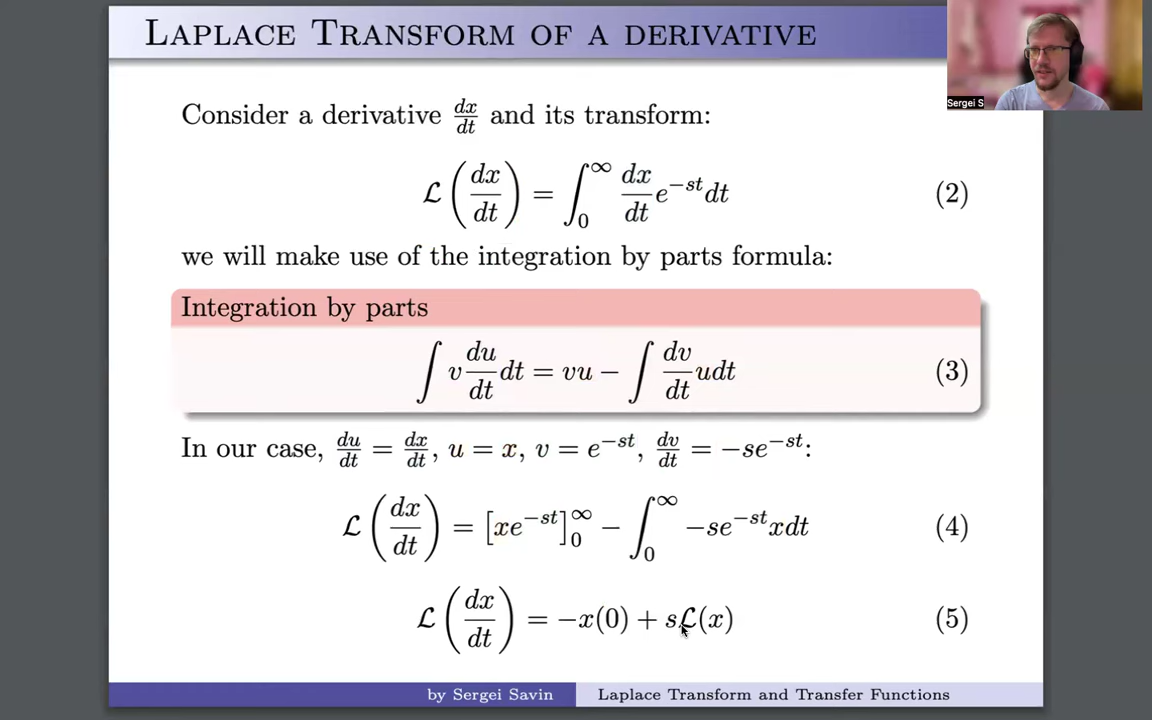 LAPLACE TRANSFORM OF A DERIVATIVE
Sergei S
Consider a derivative dx/dt and its transform:
ℒ(dx/dt) = ∫₀^∞ dx/dt e^{−st} dt (2)
we will make use of the integration by parts formula:
Integration by parts
∫ v du/dt dt = vu − ∫ dv/dt u dt (3)
In our case, du/dt = dx/dt, u = x, v = e^{−st}, dv/dt = −se^{−st}:
ℒ(dx/dt) = [xe^{−st}]₀^∞ − ∫₀^∞ −se^{−st} x dt (4)
ℒ(dx/dt) = −x(0) + sℒ(x) (5)
by Sergei Savin
Laplace Transform and Transfer Functions